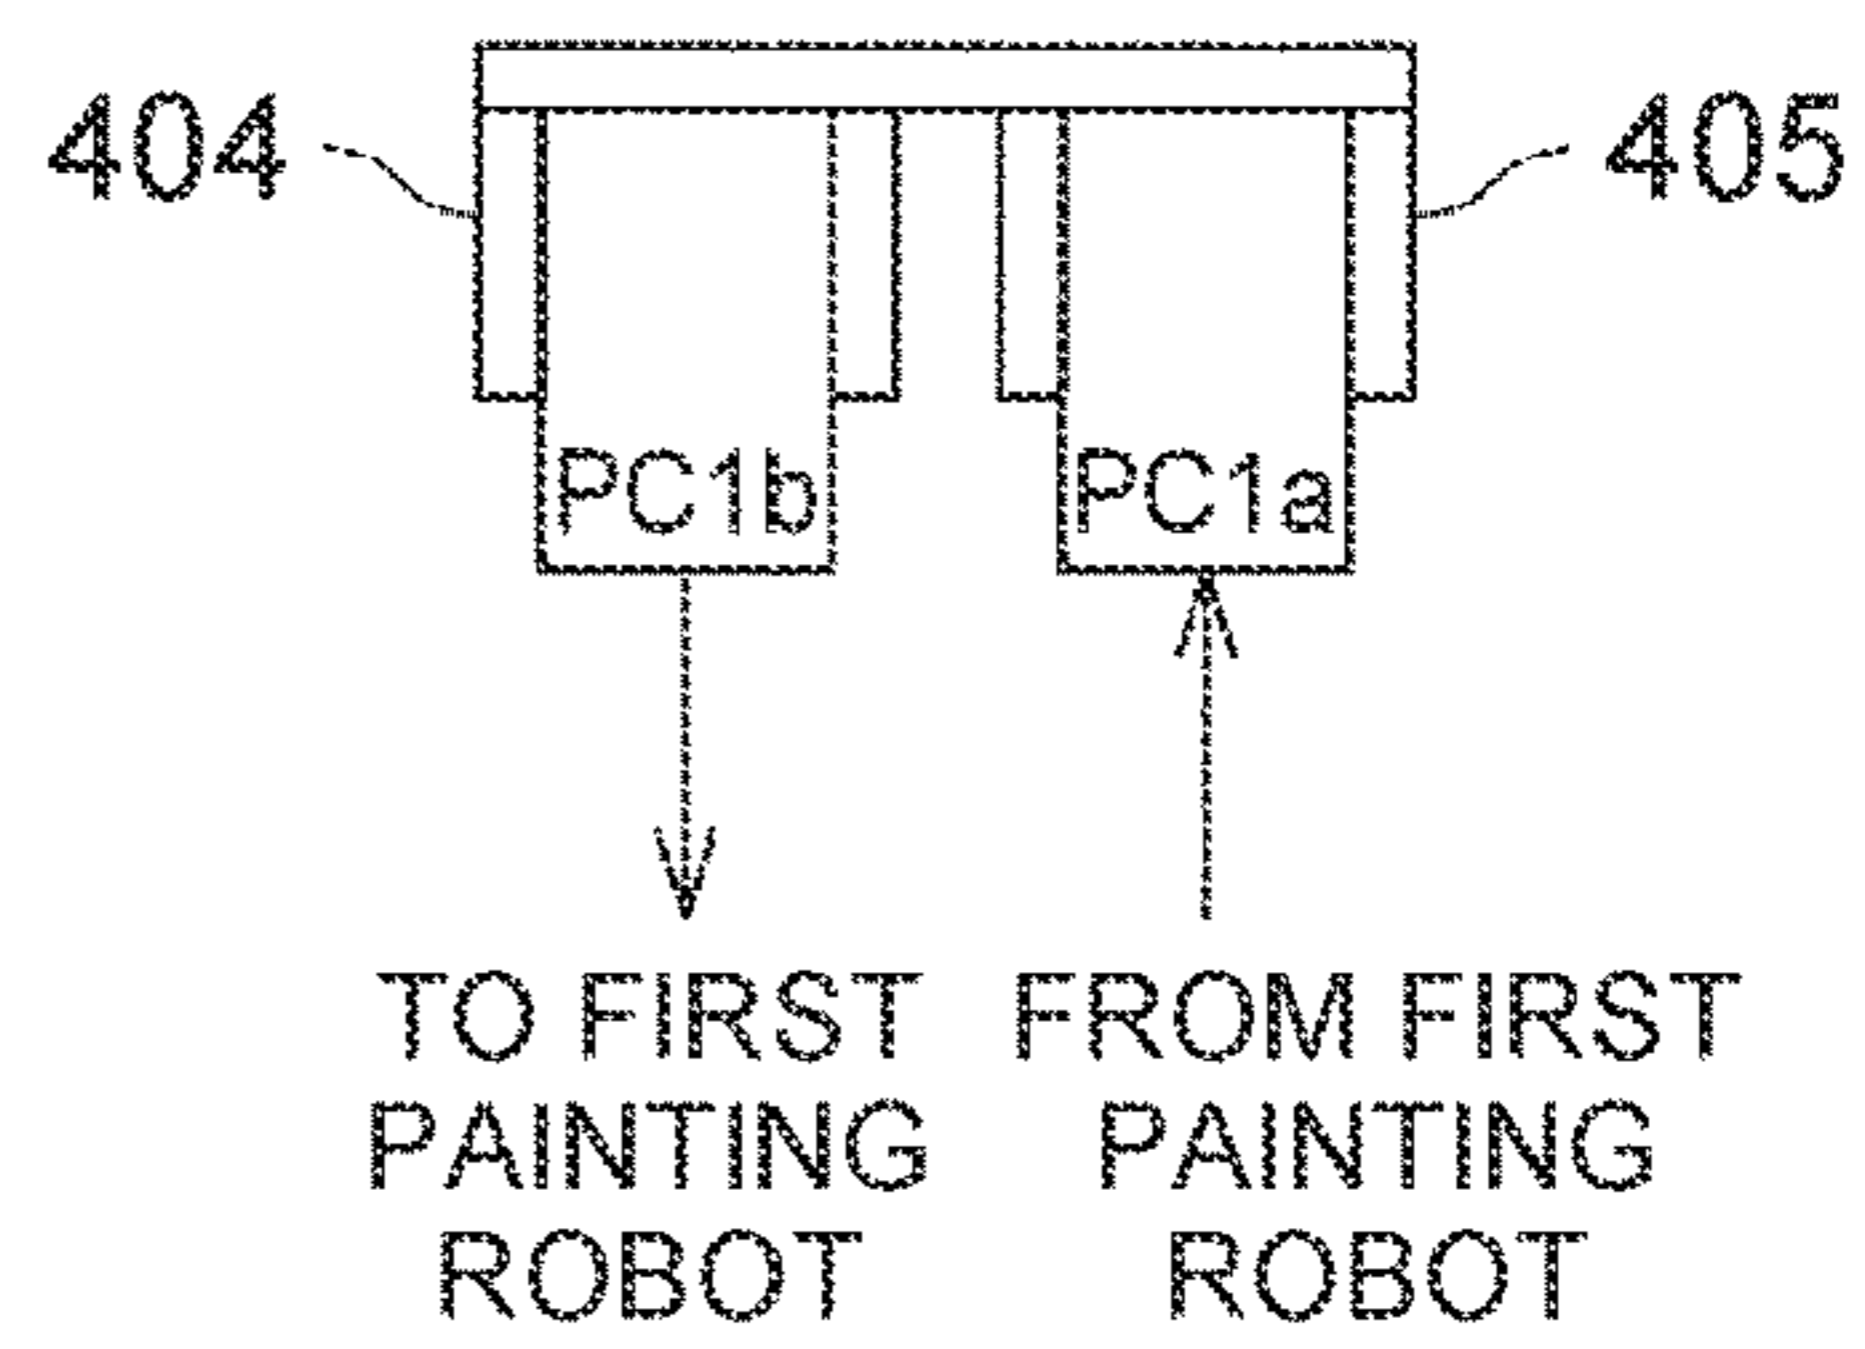 404
405
PC1b
PC1a
TO FIRST
PAINTING
ROBOT
FROM FIRST
PAINTING
ROBOT